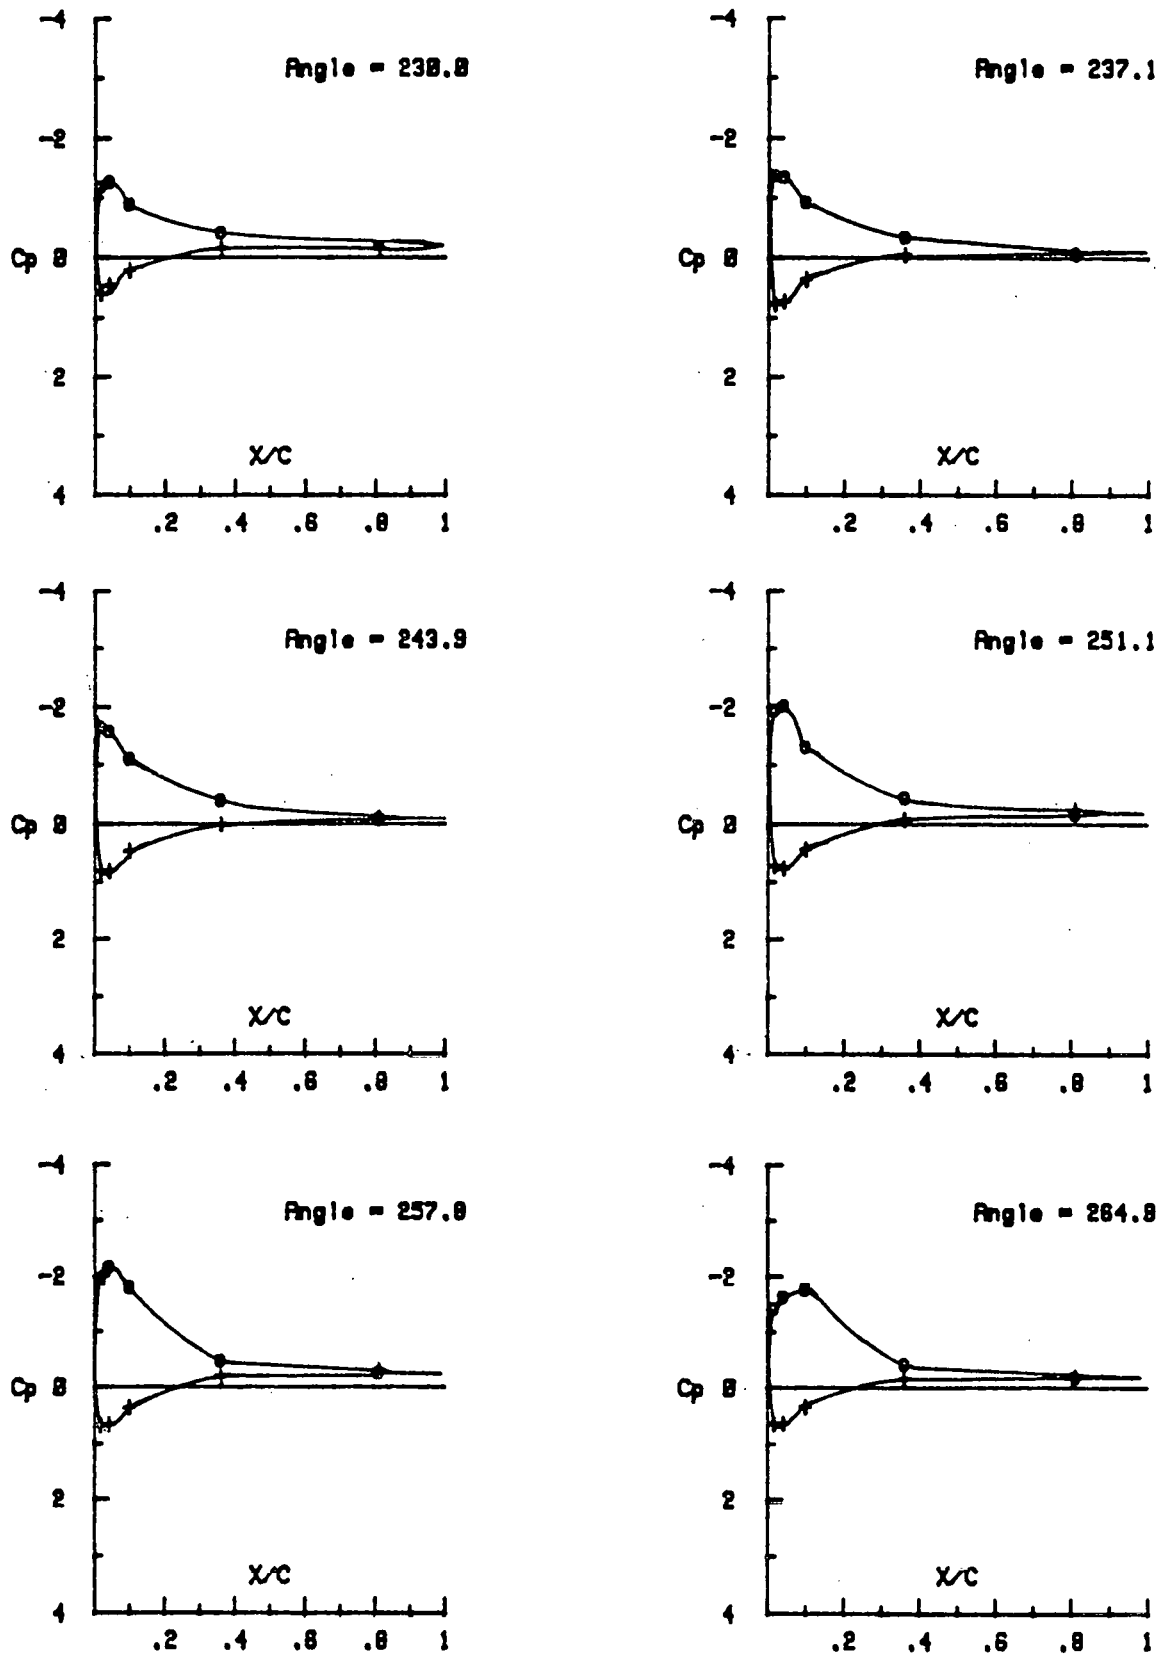 -4
-2
Cp 0
2
4
Angle = 230.0
X/C
.2 .4 .6 .8 1
-4
-2
Cp 0
2
4
Angle = 237.1
X/C
.2 .4 .6 .8 1
-4
-2
Cp 0
2
4
Angle = 243.9
X/C
.2 .4 .6 .8 1
-4
-2
Cp 0
2
4
Angle = 251.1
X/C
.2 .4 .6 .8 1
-4
-2
Cp 0
2
4
Angle = 257.8
X/C
.2 .4 .6 .8 1
-4
-2
Cp 0
2
4
Angle = 264.8
X/C
.2 .4 .6 .8 1